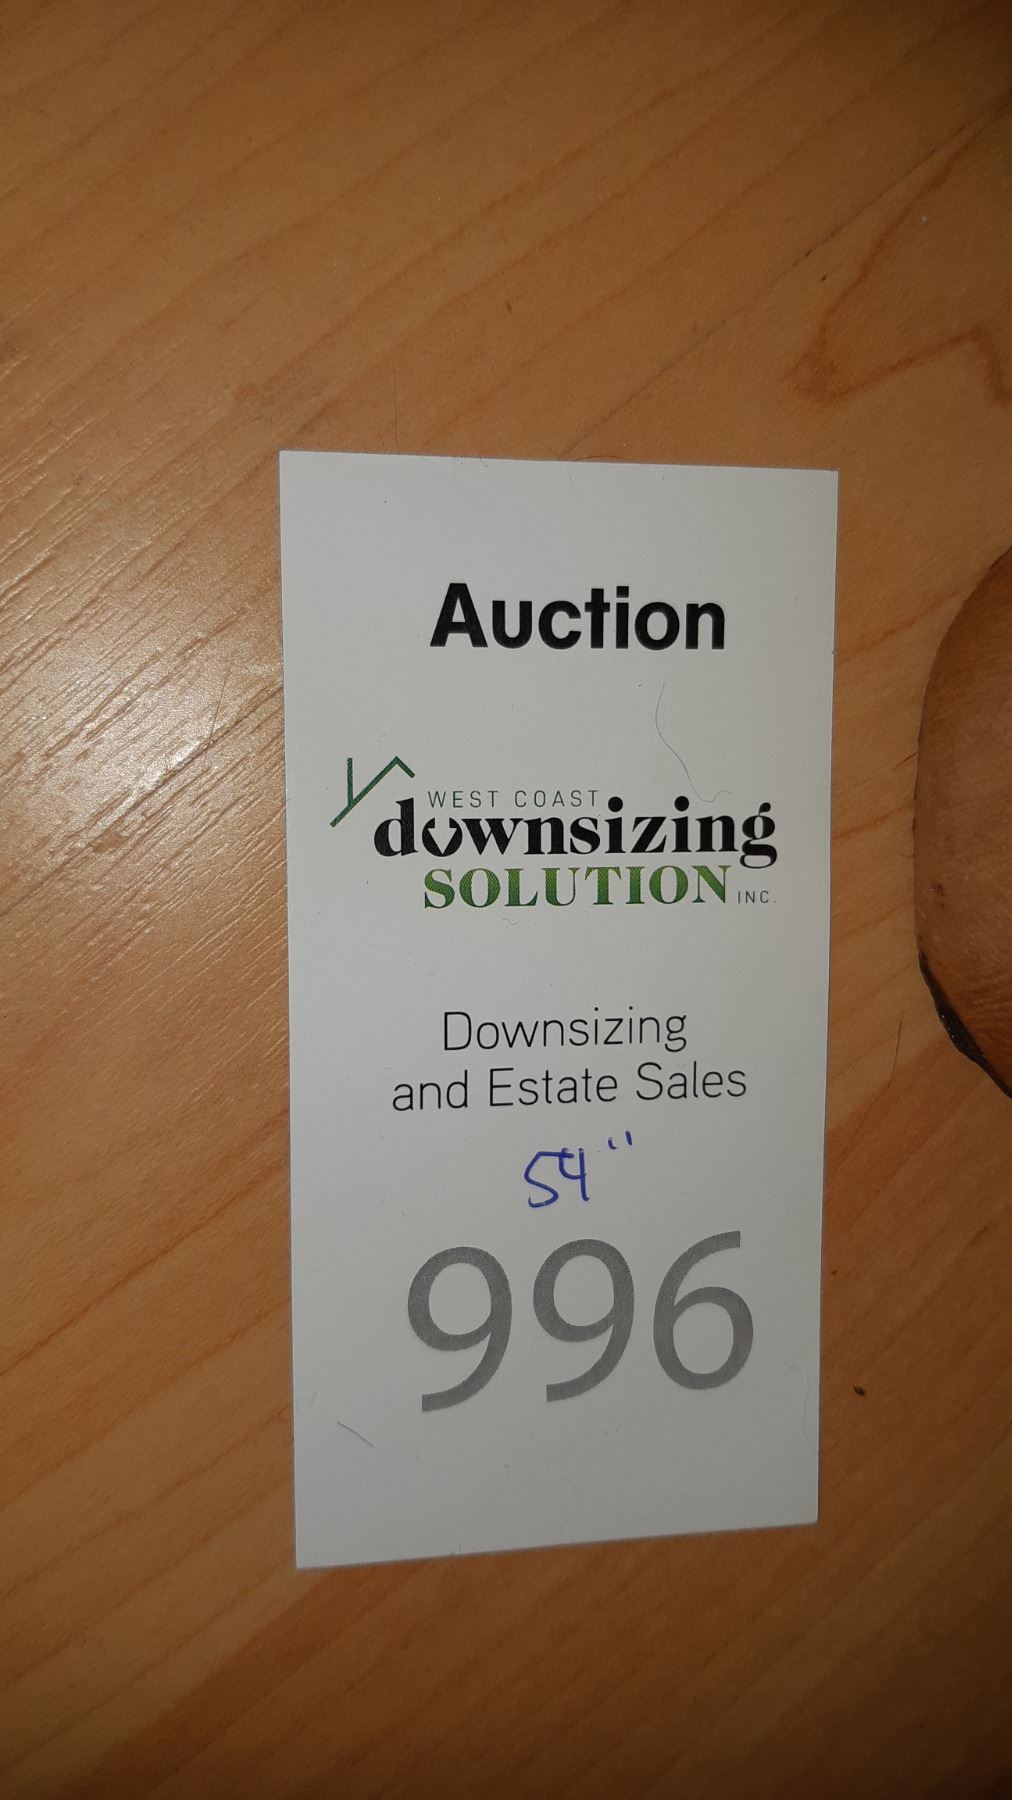 Auction
WEST COAST
downsizing
SOLUTION INC.
Downsizing
and Estate Sales
54"
996